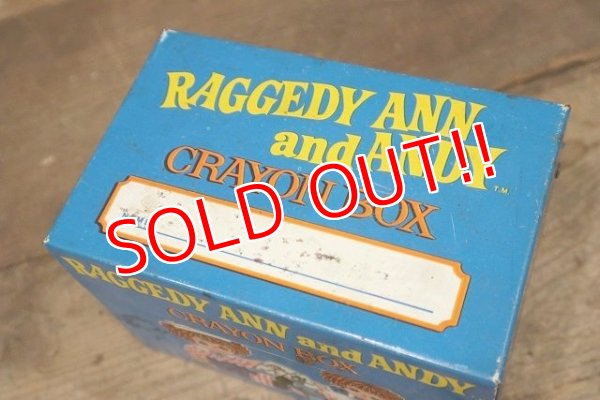 RAGGEDY ANN
and ANDY
T.M.
CRAYON BOX
SOLD OUT!!
RAGGEDY ANN and ANDY
CRAYON BOX